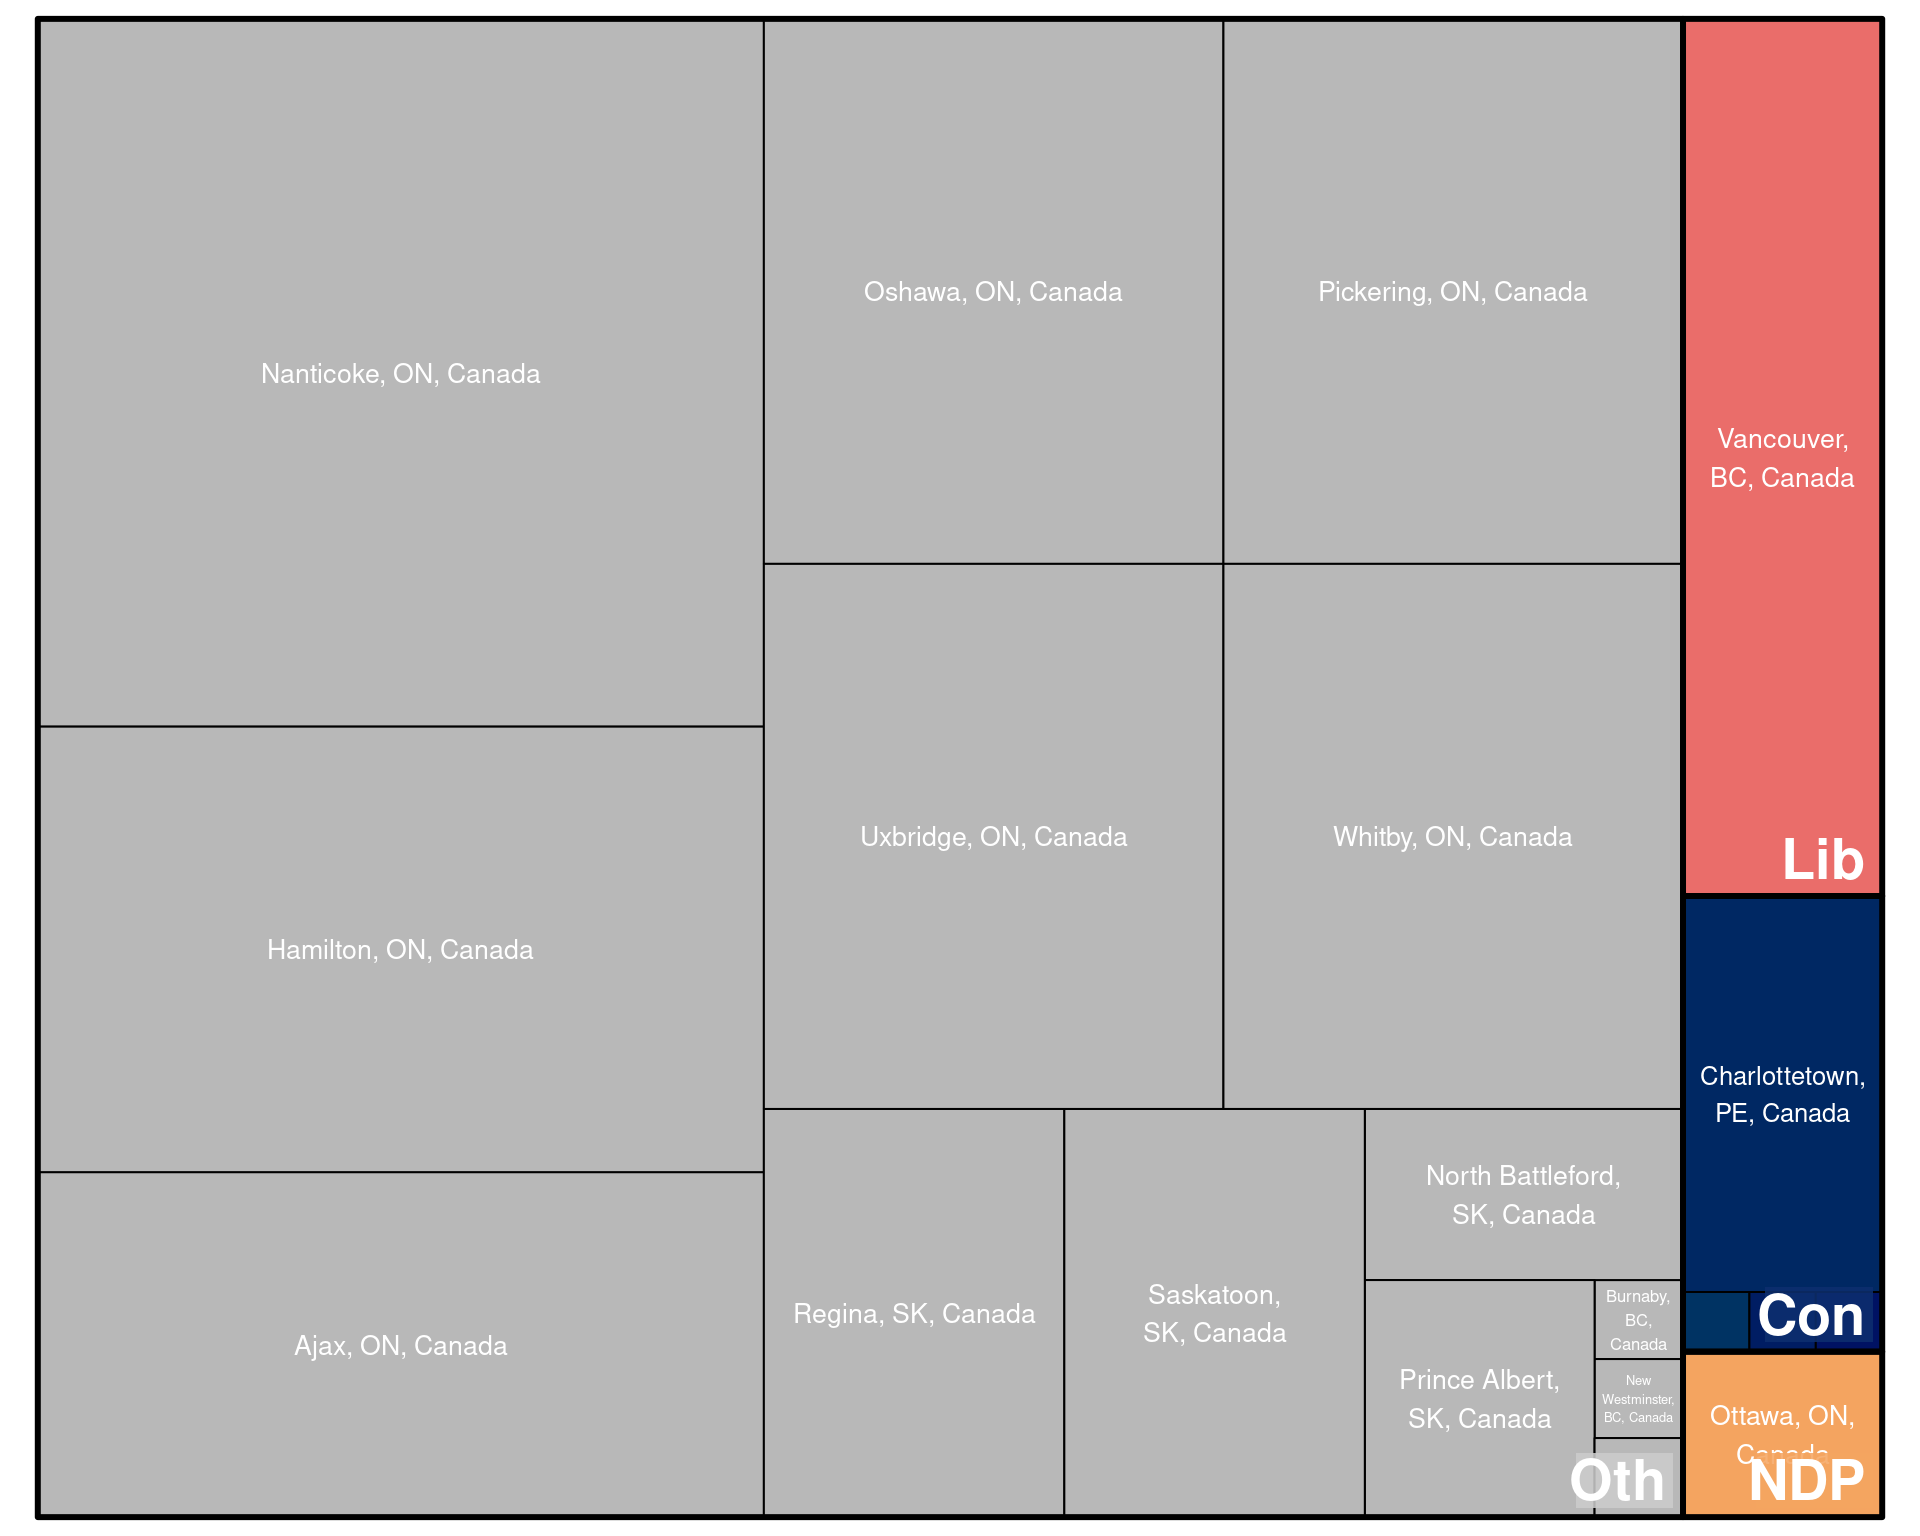 Nanticoke, ON, Canada
Hamilton, ON, Canada
Ajax, ON, Canada
Oshawa, ON, Canada
Pickering, ON, Canada
Uxbridge, ON, Canada
Whitby, ON, Canada
Regina, SK, Canada
Saskatoon,
SK, Canada
North Battleford,
SK, Canada
Prince Albert,
SK, Canada
Burnaby,
BC,
Canada
New
Westminster,
BC, Canada
Oth
Vancouver,
BC, Canada
Lib
Charlottetown,
PE, Canada
Con
Ottawa, ON,
Canada
NDP